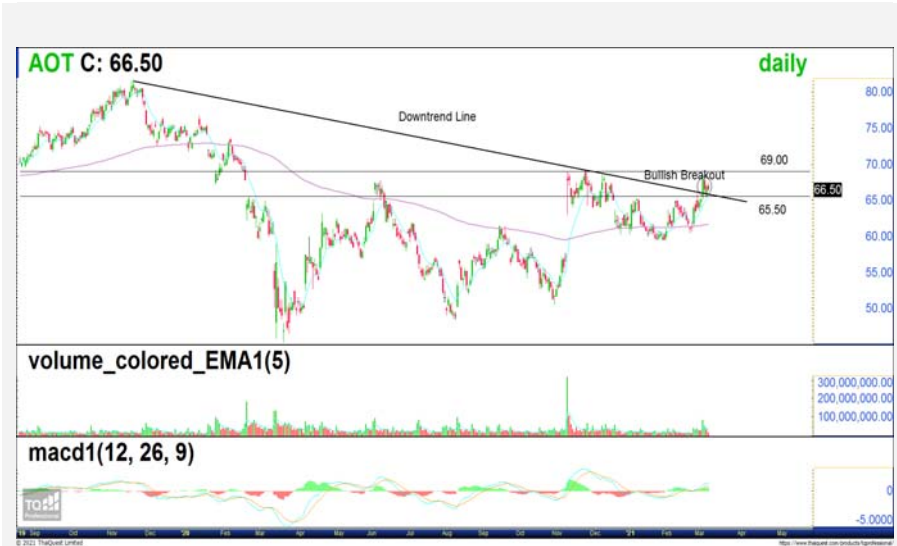 AOT C: 66.50
daily
80.00
Downtrend Line
75.00
69.00
70.00
Bullish Breakout
66.50
65.00
65.50
60.00
55.00
50.00
volume_colored_EMA1(5)
300,000,000.00
200,000,000.00
100,000,000.00
macd1(12, 26, 9)
0
TQ
Professional
-5.0000
'19 Sep Oct Nov Dec '20 Feb Mar Apr May Jun Jul Aug Sep Oct Nov Dec '21 Feb Mar Apr May
© 2021 ThaiQuest Limited